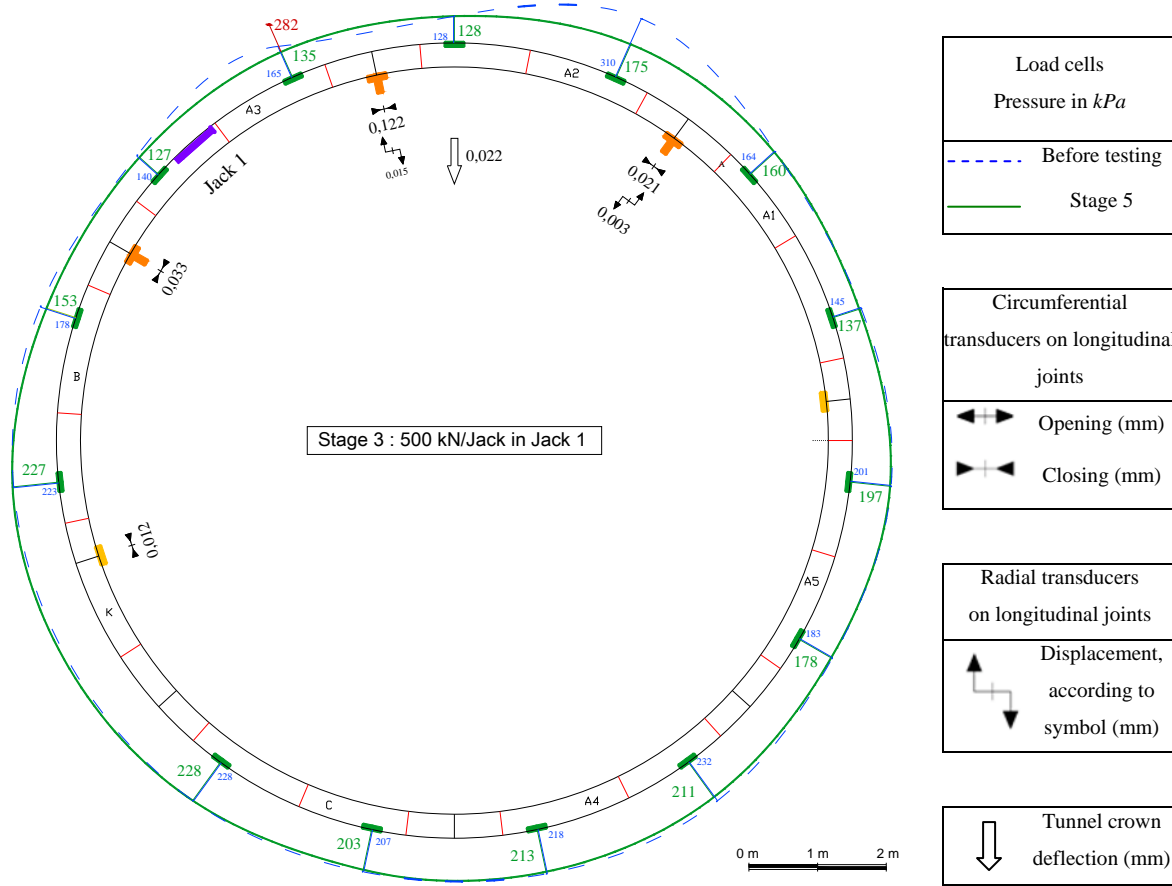 282
128
128
135
165
310
175
A2
A3
0,122
0,015
0,022
127
140
Jack 1
0,021
0,003
164
160
A
A1
0,033
153
178
145
137
B
Stage 3 : 500 kN/Jack in Jack 1
227
223
201
197
0,012
K
A5
183
178
228
228
232
211
C
A4
203
207
218
213
0 m
1 m
2 m
Load cells
Pressure in kPa
Before testing
Stage 5
Circumferential
transducers on longitudinal
joints
Opening (mm)
Closing (mm)
Radial transducers
on longitudinal joints
Displacement,
according to
symbol (mm)
Tunnel crown
deflection (mm)